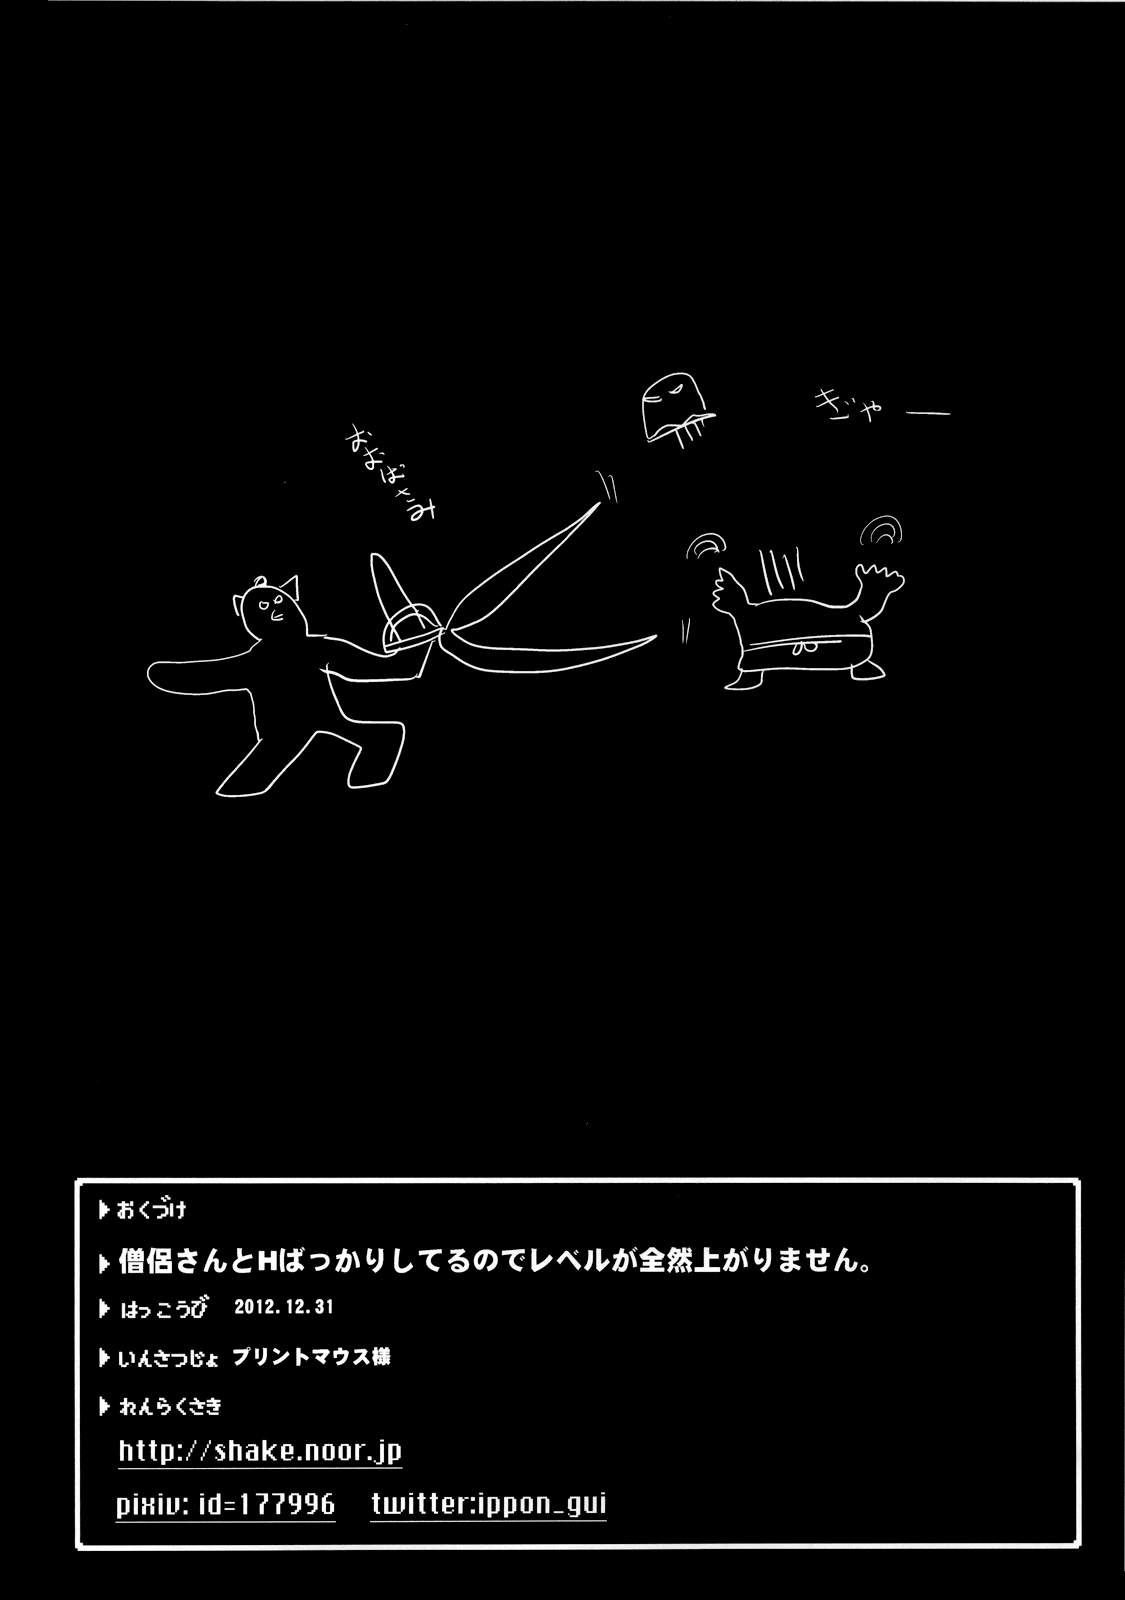 ぎゃー
おおばさみ
おくづけ
僧侶さんとHばっかりしてるのでレベルが全然上がりません。
はっこうび 2012.12.31
いんさつじょ プリントマウス様
れんらくさき
http://shake.noor.jp
pixiv: id=177996 twitter:ippon_gui